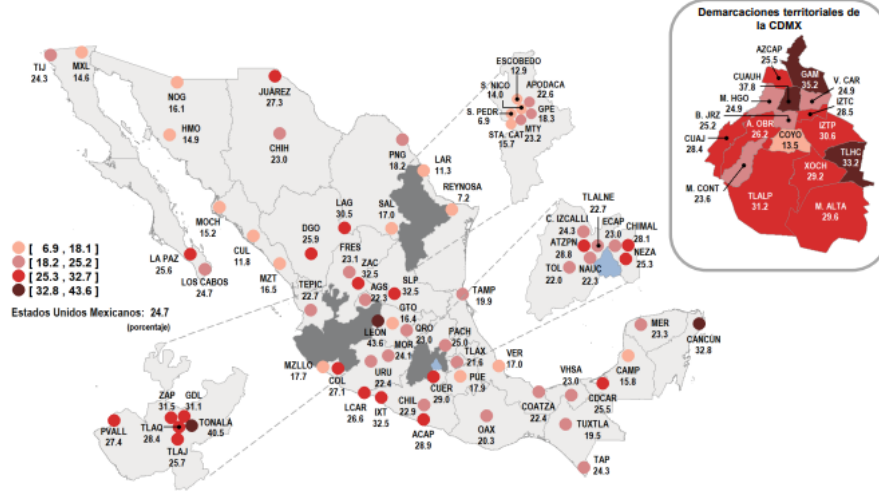 Demarcaciones territoriales de
la CDMX
AZCAP
25.5
GAM
35.2
CUAUH
37.8
V. CAR
24.9
M. HGO
24.9
IZTC
28.5
B. JRZ
25.2
A. OBR
26.2
IZTP
30.6
CUAJ
28.4
COYO
13.5
TLHC
33.2
XOCH
29.2
M. CONT
23.6
TLALP
31.2
M. ALTA
29.6
TIJ
24.3
MXL
14.6
NOG
16.1
JUÁREZ
27.3
HMO
14.9
CHIH
23.0
ESCOBEDO
12.9
S. NICO
14.0
APODACA
22.6
S. PEDR
6.9
GPE
18.3
STA. CAT
15.7
MTY
23.2
PNG
18.2
LAR
11.3
REYNOSA
7.2
MOCH
15.2
LAG
30.5
SAL
17.0
CUL
11.8
DGO
25.9
LA PAZ
25.6
LOS CABOS
24.7
MZT
16.5
FRES
23.1
ZAC
32.5
SLP
32.5
AGS
22.3
TEPIC
22.7
TAMP
19.9
TLALNE
22.7
C. IZCALLI
24.3
ECAP
23.0
CHIMAL
28.1
ATZPN
28.8
NEZA
25.3
TOL
22.0
NAUC
22.3
[ 6.9 , 18.1 ]
[ 18.2 , 25.2 ]
[ 25.3 , 32.7 ]
[ 32.8 , 43.6 ]
Estados Unidos Mexicanos: 24.7
(porcentaje)
LEON
43.6
GTO
16.4
QRO
23.0
PACH
25.0
MOR
24.1
TLAX
21.6
MZLLO
17.7
COL
27.1
URU
22.4
CUER
29.0
PUE
17.9
VER
17.0
LCAR
26.6
IXT
32.5
CHIL
22.9
ACAP
28.9
OAX
20.3
COATZA
22.4
VHSA
23.0
CDCAR
25.5
TUXTLA
19.5
TAP
24.3
CAMP
15.8
MER
23.3
CANCÚN
32.8
ZAP
31.5
GDL
31.1
PVALL
27.4
TLAQ
28.4
TONALA
40.5
TLAJ
25.7